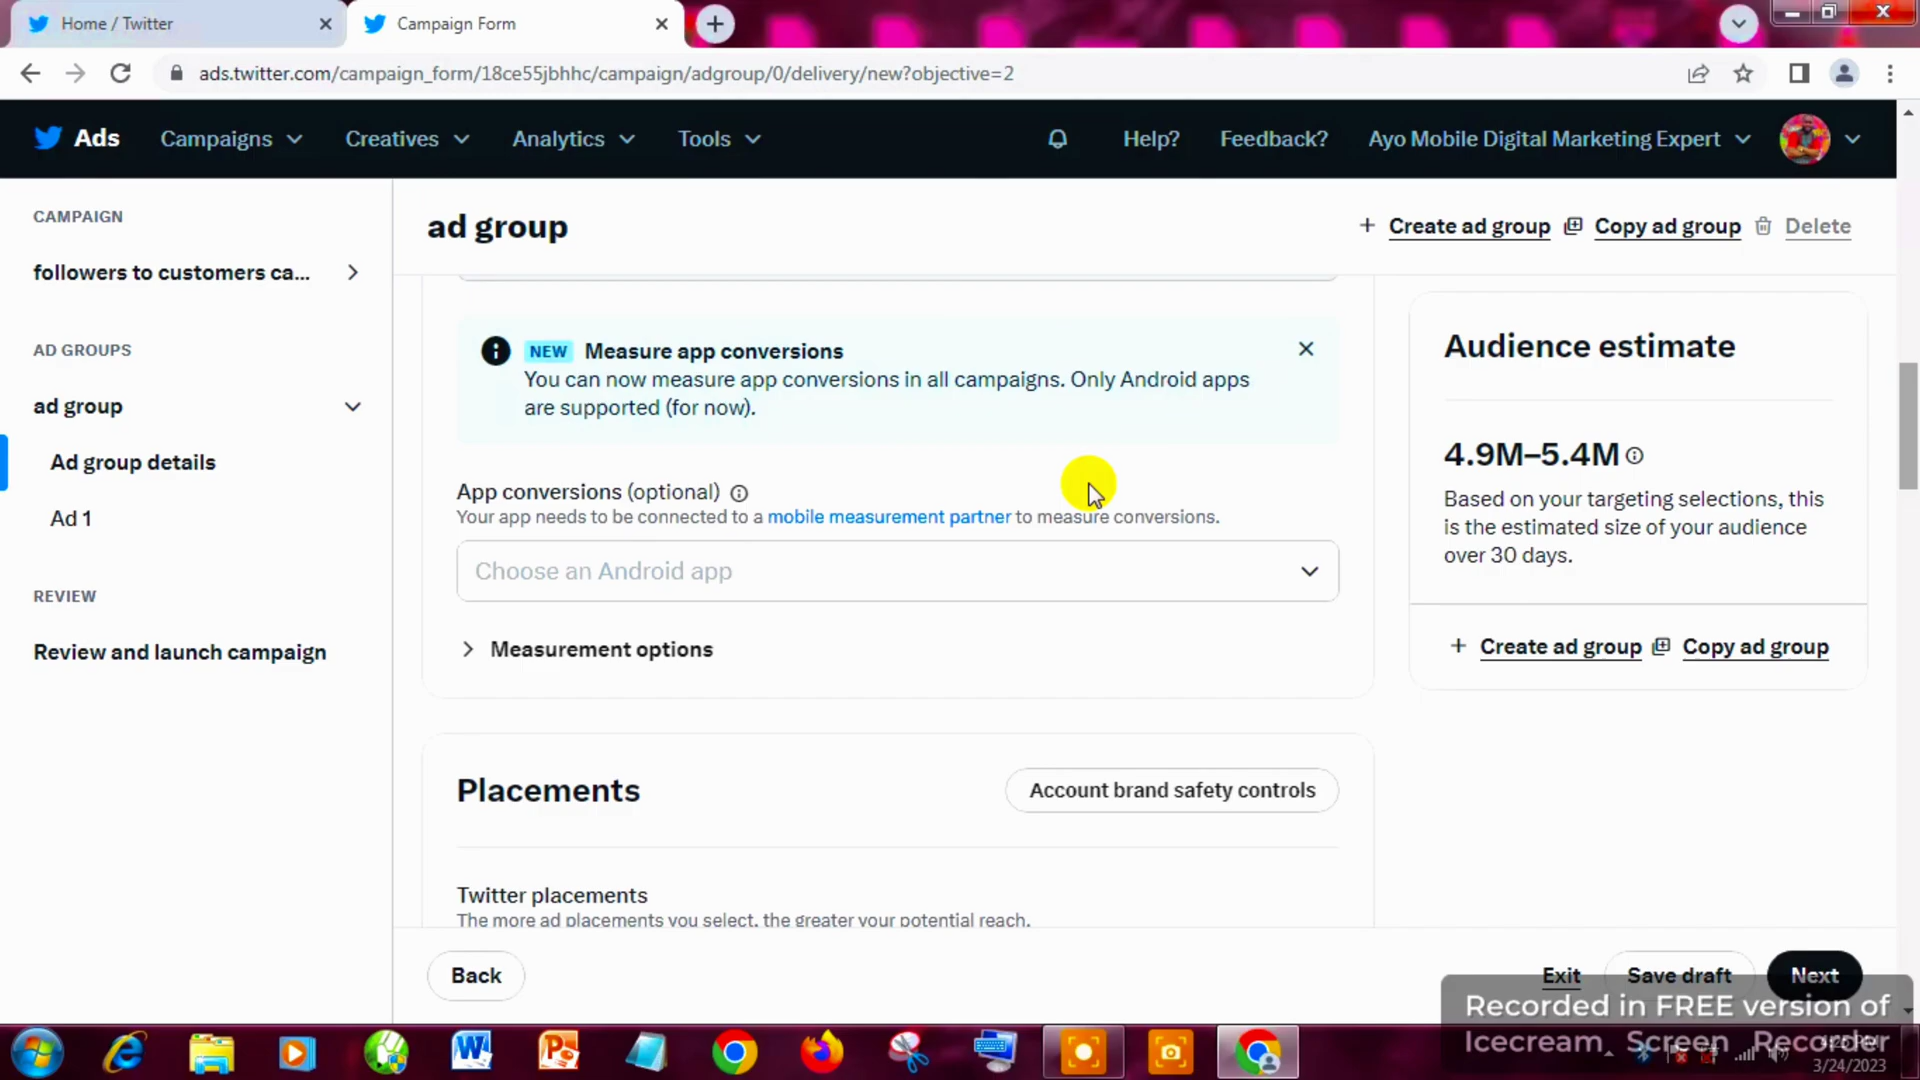 Home / Twitter
Campaign Form
ads.twitter.com/campaign_form/18ce55jbhhc/campaign/adgroup/0/delivery/new?objective=2
Ads
Campaigns
Creatives
Analytics
Tools
Help?
Feedback?
Ayo Mobile Digital Marketing Expert
CAMPAIGN
followers to customers ca...
AD GROUPS
ad group
Ad group details
Ad 1
REVIEW
Review and launch campaign
ad group
Create ad group
Copy ad group
Delete
NEW Measure app conversions
You can now measure app conversions in all campaigns. Only Android apps
are supported (for now).
App conversions (optional)
Your app needs to be connected to a mobile measurement partner to measure conversions.
Choose an Android app
Measurement options
Placements
Account brand safety controls
Twitter placements
The more ad placements you select, the greater your potential reach.
Audience estimate
4.9M–5.4M
Based on your targeting selections, this
is the estimated size of your audience
over 30 days.
Create ad group
Copy ad group
Back
Exit
Save draft
Next
Recorded in FREE version of
Icecream Screen Recorder
3/24/2023